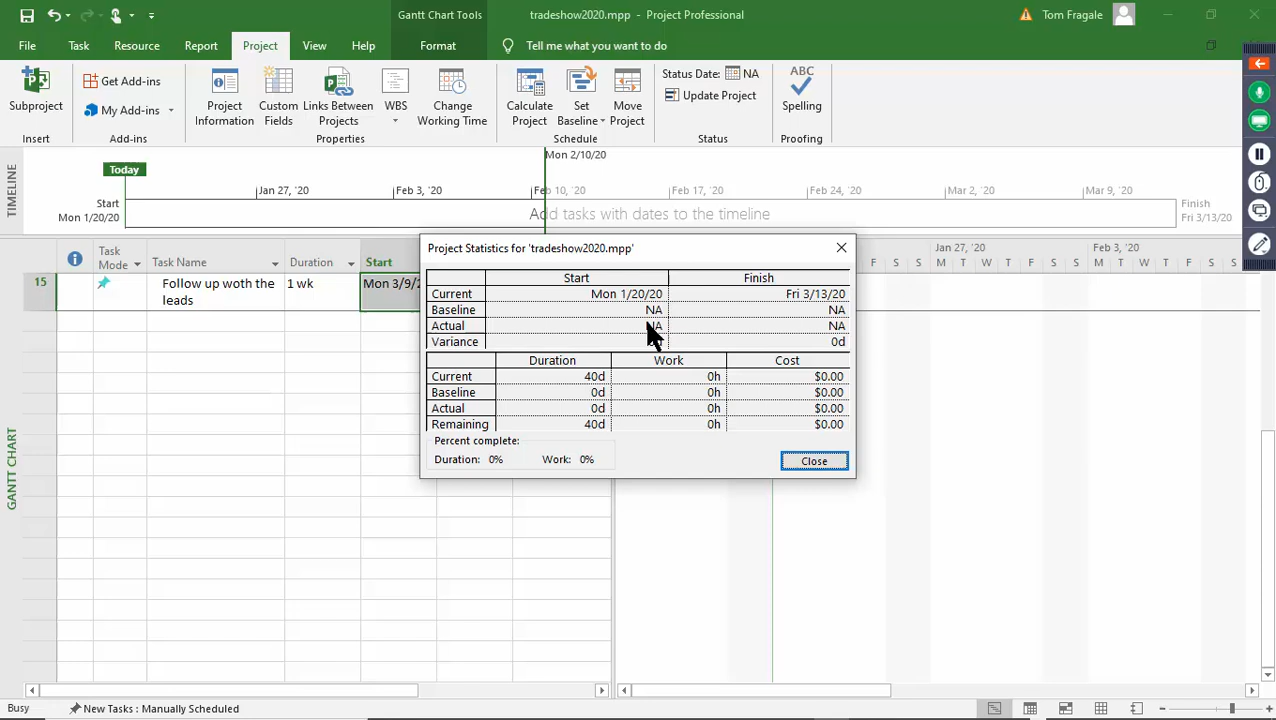 Gantt Chart Tools
tradeshow2020.mpp - Project Professional
Tom Fragale
File Task Resource Report Project View Help Format Tell me what you want to do
Subproject
Get Add-ins
My Add-ins
Project Information
Custom Fields
Links Between Projects
WBS
Change Working Time
Calculate Project
Set Baseline
Move Project
Status Date: NA
Update Project
ABC
Spelling
Insert Add-ins Properties Schedule Status Proofing
TIMELINE
Mon 2/10/20
Today
Start
Mon 1/20/20
Jan 27, '20 Feb 3, '20 Feb 10, '20 Feb 17, '20 Feb 24, '20 Mar 2, '20 Mar 9, '20
Add tasks with dates to the timeline
Finish
Fri 3/13/20
GANTT CHART
Task Mode Task Name Duration Start
15 Follow up woth the leads 1 wk Mon 3/9/2
Jan 27, '20 Feb 3, '20
F S S M T W T F S S M T W T F S S
Project Statistics for 'tradeshow2020.mpp'
Start Finish
Current Mon 1/20/20 Fri 3/13/20
Baseline NA NA
Actual NA NA
Variance 0d
Duration Work Cost
Current 40d 0h $0.00
Baseline 0d 0h $0.00
Actual 0d 0h $0.00
Remaining 40d 0h $0.00
Percent complete:
Duration: 0% Work: 0%
Close
Busy New Tasks : Manually Scheduled